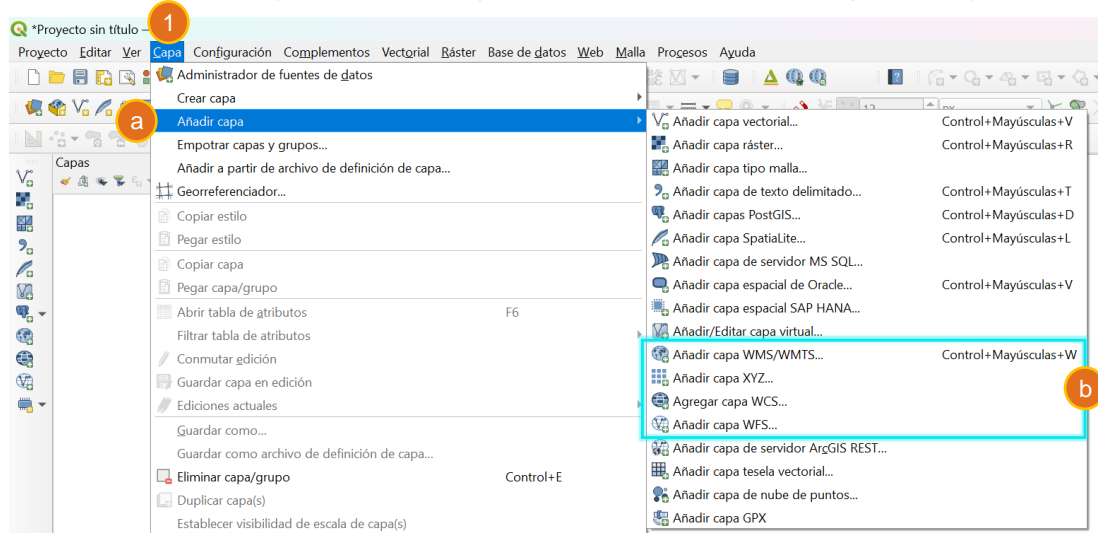 *Proyecto sin título —
1
Proyecto Editar Ver Capa Configuración Complementos Vectorial Ráster Base de datos Web Malla Procesos Ayuda
Administrador de fuentes de datos
Crear capa
a
Añadir capa
Empotrar capas y grupos...
Añadir a partir de archivo de definición de capa...
Georreferenciador...
Copiar estilo
Pegar estilo
Copiar capa
Pegar capa/grupo
Abrir tabla de atributos F6
Filtrar tabla de atributos
Conmutar edición
Guardar capa en edición
Ediciones actuales
Guardar como...
Guardar como archivo de definición de capa...
Eliminar capa/grupo Control+E
Duplicar capa(s)
Establecer visibilidad de escala de capa(s)
Capas
Añadir capa vectorial... Control+Mayúsculas+V
Añadir capa ráster... Control+Mayúsculas+R
Añadir capa tipo malla...
Añadir capa de texto delimitado... Control+Mayúsculas+T
Añadir capas PostGIS... Control+Mayúsculas+D
Añadir capa SpatiaLite... Control+Mayúsculas+L
Añadir capa de servidor MS SQL...
Añadir capa espacial de Oracle... Control+Mayúsculas+V
Añadir capa espacial SAP HANA...
Añadir/Editar capa virtual...
Añadir capa WMS/WMTS... Control+Mayúsculas+W
Añadir capa XYZ...
b
Agregar capa WCS...
Añadir capa WFS...
Añadir capa de servidor ArcGIS REST...
Añadir capa tesela vectorial...
Añadir capa de nube de puntos...
Añadir capa GPX